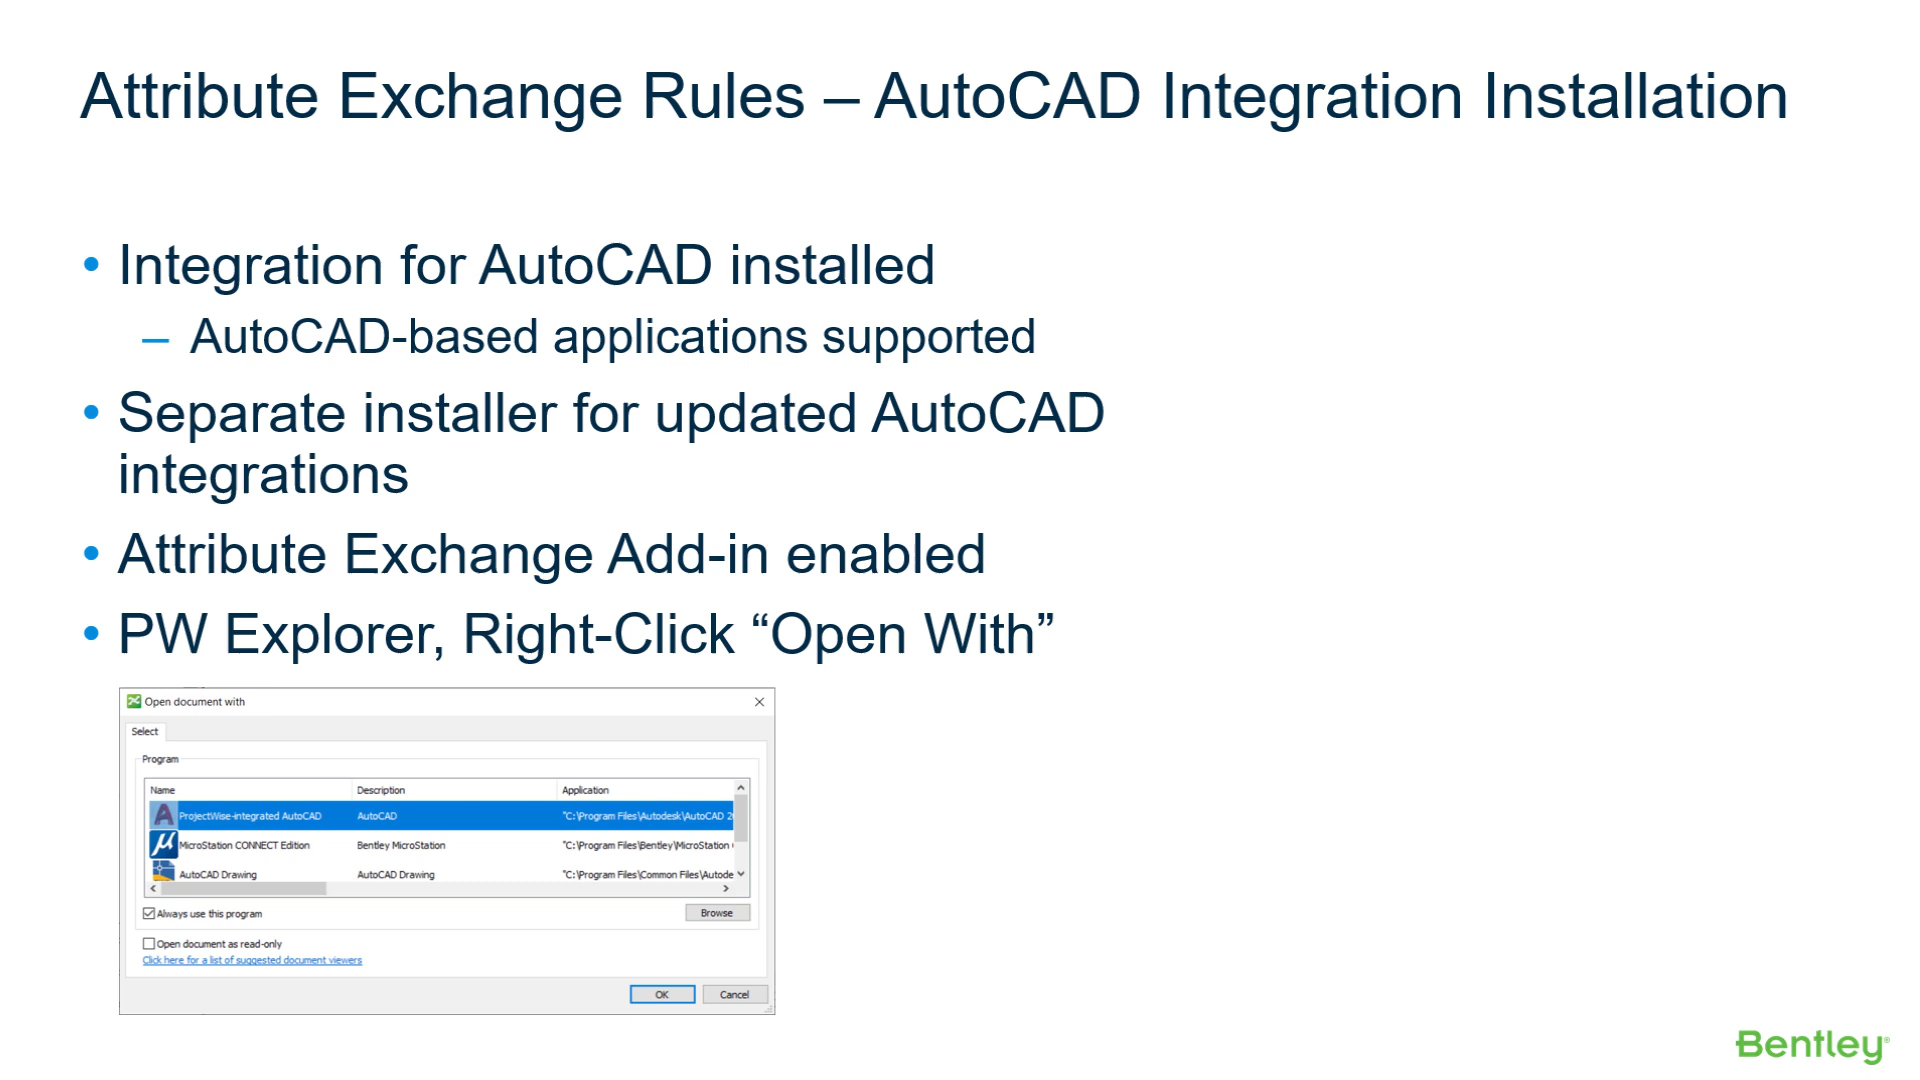 Attribute Exchange Rules – AutoCAD Integration Installation
• Integration for AutoCAD installed
– AutoCAD-based applications supported
• Separate installer for updated AutoCAD
integrations
• Attribute Exchange Add-in enabled
• PW Explorer, Right-Click “Open With”
Open document with
Select
Program
Name Description Application
ProjectWise-integrated AutoCAD AutoCAD "C:\Program Files\Autodesk\AutoCAD 20
MicroStation CONNECT Edition Bentley MicroStation "C:\Program Files\Bentley\MicroStation
AutoCAD Drawing AutoCAD Drawing "C:\Program Files\Common Files\Autode
Always use this program Browse
Open document as read-only
Click here for a list of suggested document viewers
OK Cancel
Bentley